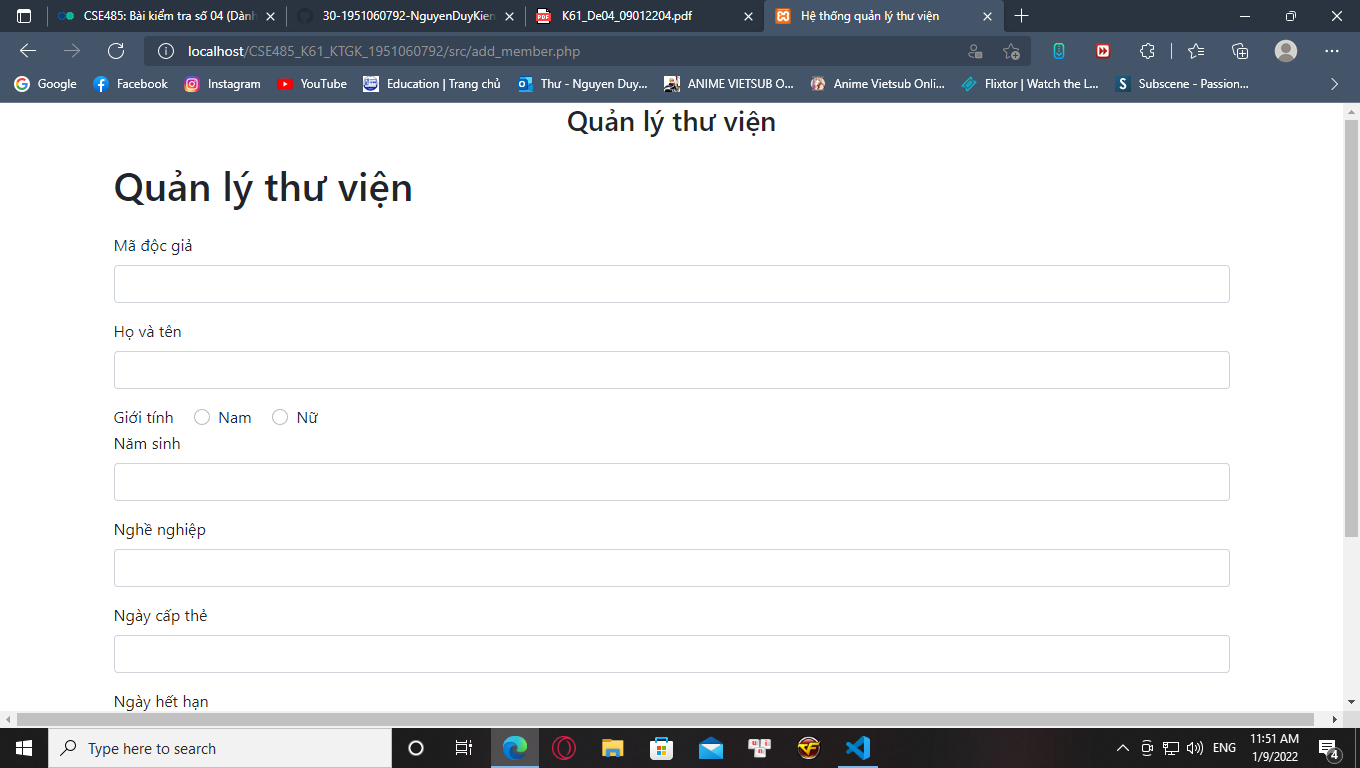 CSE485: Bài kiểm tra số 04 (Dành
30-1951060792-NguyenDuyKien
K61_De04_09012204.pdf
Hệ thống quản lý thư viện
localhost/CSE485_K61_KTGK_1951060792/src/add_member.php
Google
Facebook
Instagram
YouTube
Education | Trang chủ
Thư - Nguyen Duy...
ANIME VIETSUB O...
Anime Vietsub Onli...
Flixtor | Watch the L...
Subscene - Passion...
Quản lý thư viện
Quản lý thư viện
Mã độc giả
Họ và tên
Giới tính Nam Nữ
Năm sinh
Nghề nghiệp
Ngày cấp thẻ
Ngày hết hạn
Type here to search
ENG
11:51 AM
1/9/2022
4